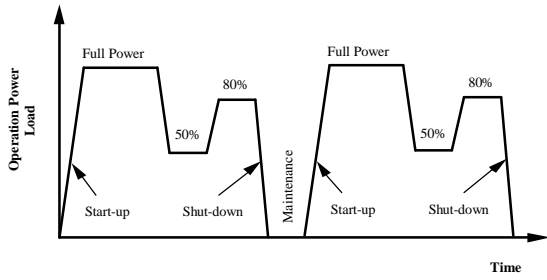 Operation Power
Load
Full Power
50%
80%
Start-up
Shut-down
Maintenance
Full Power
50%
80%
Start-up
Shut-down
Time